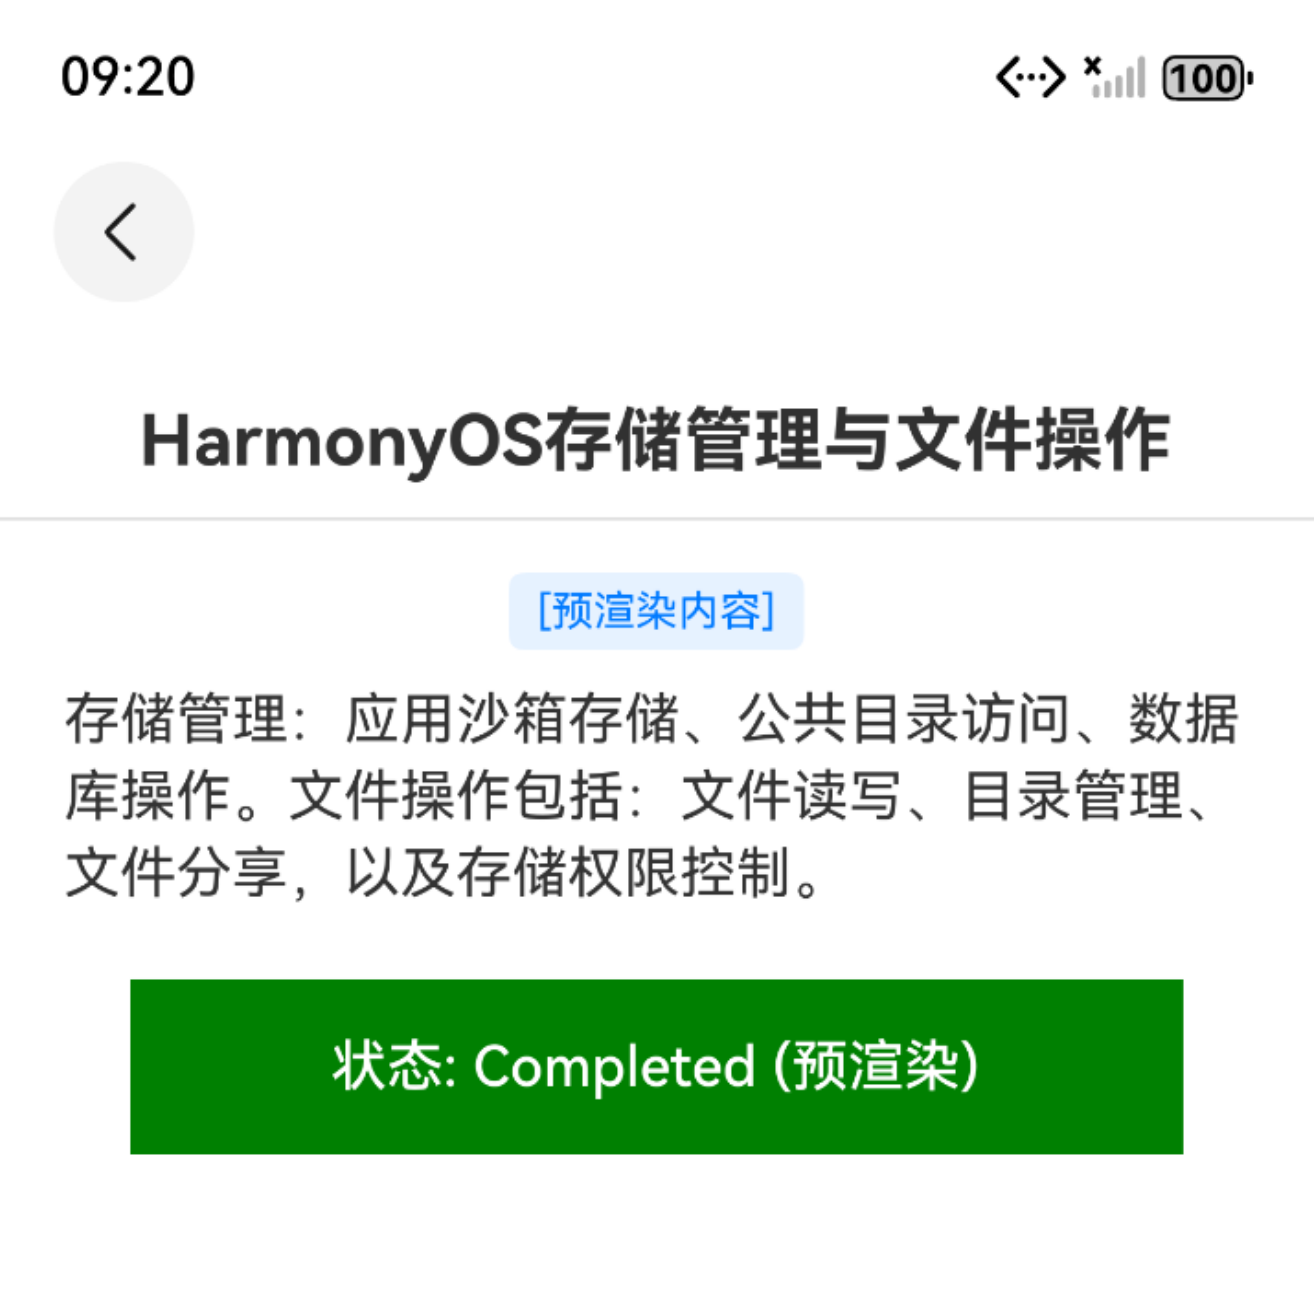 09:20
100
HarmonyOS存储管理与文件操作
[预渲染内容]
存储管理：应用沙箱存储、公共目录访问、数据
库操作。文件操作包括：文件读写、目录管理、
文件分享，以及存储权限控制。
状态: Completed (预渲染)